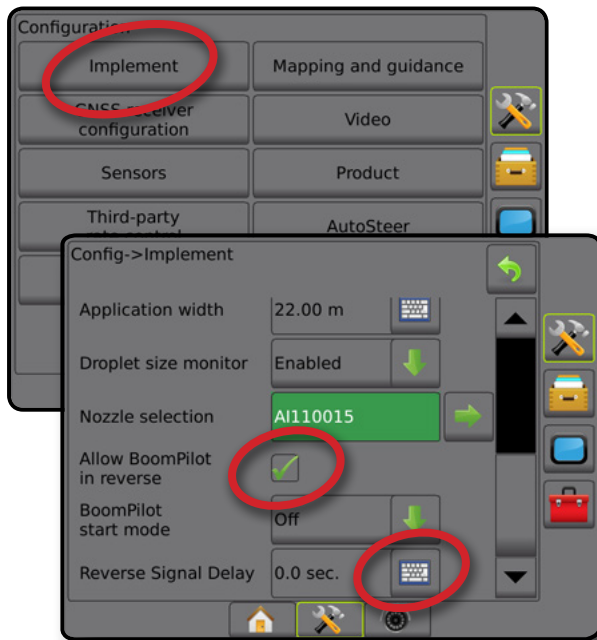 Configuration
Implement
Mapping and guidance
GNSS receiver
configuration
Video
Sensors
Product
Third-party
rate control
AutoSteer
Config->Implement
Application width
22.00 m
Droplet size monitor
Enabled
Nozzle selection
AI110015
Allow BoomPilot
in reverse
BoomPilot
start mode
Off
Reverse Signal Delay
0.0 sec.